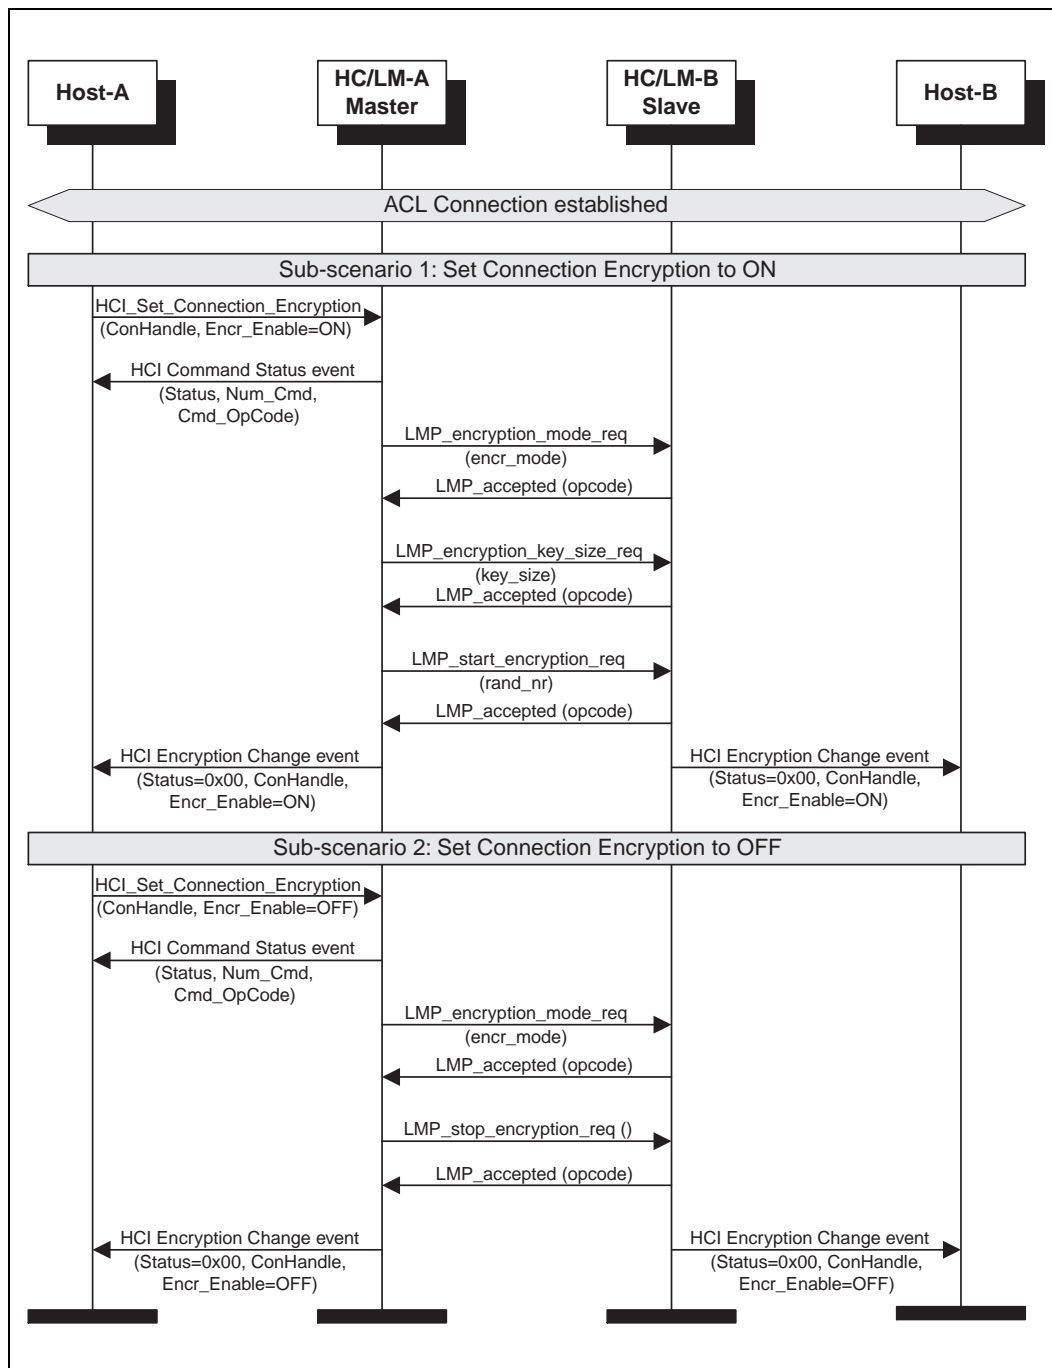 Host-A
HC/LM-A
Master
HC/LM-B
Slave
Host-B
ACL Connection established
Sub-scenario 1: Set Connection Encryption to ON
HCI_Set_Connection_Encryption
(ConHandle, Encr_Enable=ON)
HCI Command Status event
(Status, Num_Cmd,
Cmd_OpCode)
LMP_encryption_mode_req
(encr_mode)
LMP_accepted (opcode)
LMP_encryption_key_size_req
(key_size)
LMP_accepted (opcode)
LMP_start_encryption_req
(rand_nr)
LMP_accepted (opcode)
HCI Encryption Change event
(Status=0x00, ConHandle,
Encr_Enable=ON)
HCI Encryption Change event
(Status=0x00, ConHandle,
Encr_Enable=ON)
Sub-scenario 2: Set Connection Encryption to OFF
HCI_Set_Connection_Encryption
(ConHandle, Encr_Enable=OFF)
HCI Command Status event
(Status, Num_Cmd,
Cmd_OpCode)
LMP_encryption_mode_req
(encr_mode)
LMP_accepted (opcode)
LMP_stop_encryption_req ()
LMP_accepted (opcode)
HCI Encryption Change event
(Status=0x00, ConHandle,
Encr_Enable=OFF)
HCI Encryption Change event
(Status=0x00, ConHandle,
Encr_Enable=OFF)